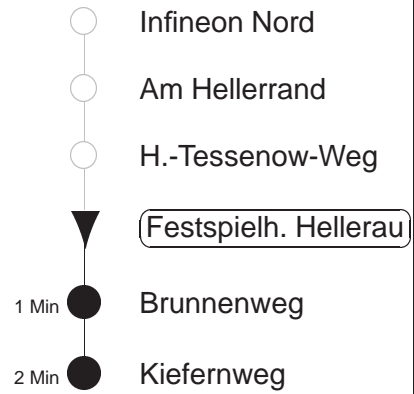 Infineon Nord
Am Hellerrand
H.-Tessenow-Weg
Festspielh. Hellerau
1 Min Brunnenweg
2 Min Kiefernweg